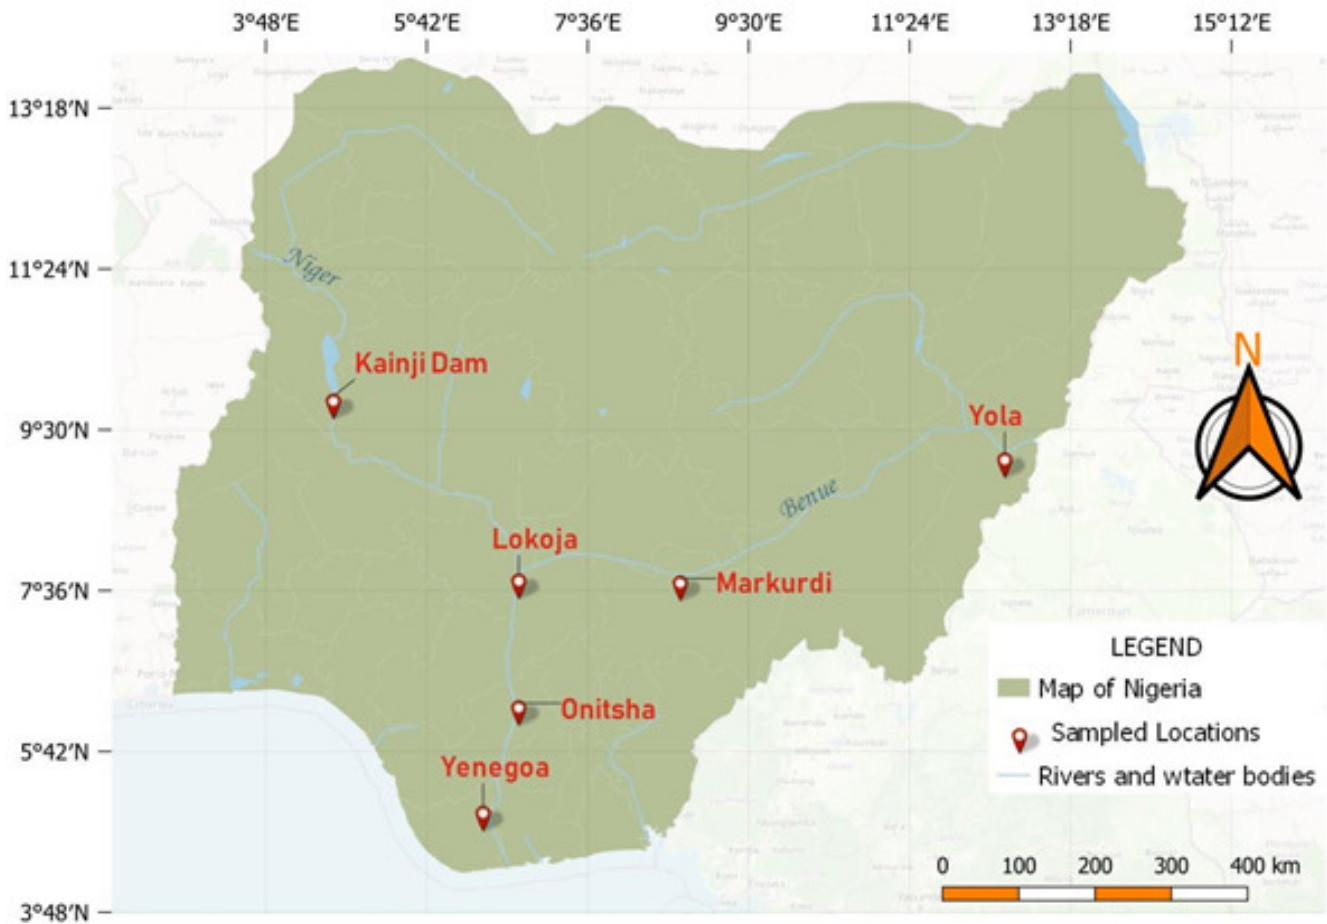 3°48′E 5°42′E 7°36′E 9°30′E 11°24′E 13°18′E 15°12′E
13°18′N
11°24′N
9°30′N
7°36′N
5°42′N
3°48′N
Niger
Kainji Dam
N
Yola
Benue
Lokoja
Markurdi
Onitsha
Yenegoa
LEGEND
Map of Nigeria
Sampled Locations
Rivers and wtater bodies
0 100 200 300 400 km